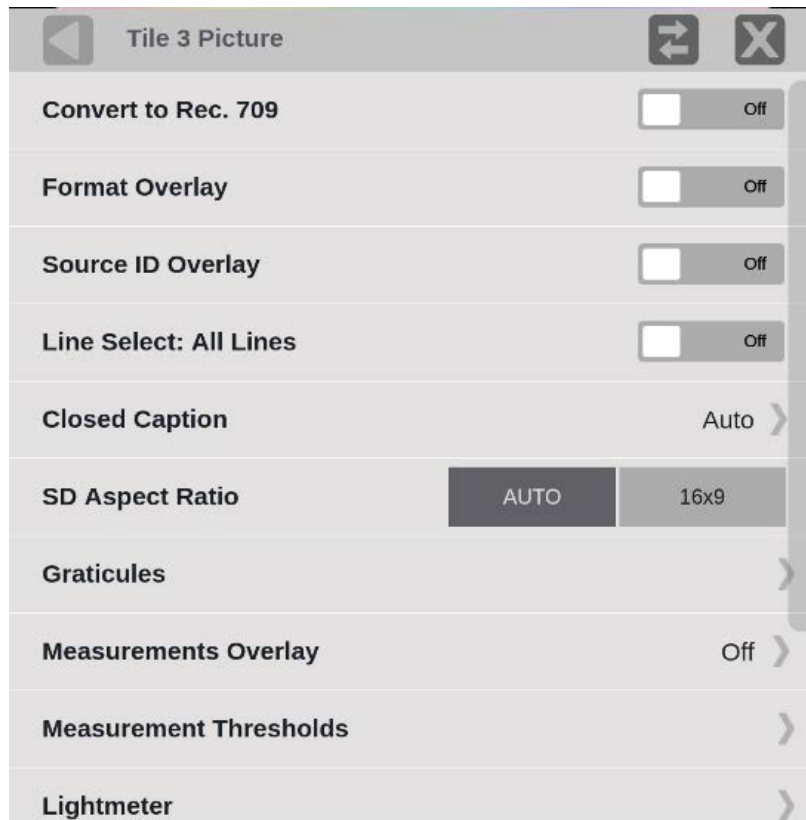 Tile 3 Picture
Convert to Rec. 709 Off
Format Overlay Off
Source ID Overlay Off
Line Select: All Lines Off
Closed Caption Auto
SD Aspect Ratio AUTO 16x9
Graticules
Measurements Overlay Off
Measurement Thresholds
Lightmeter